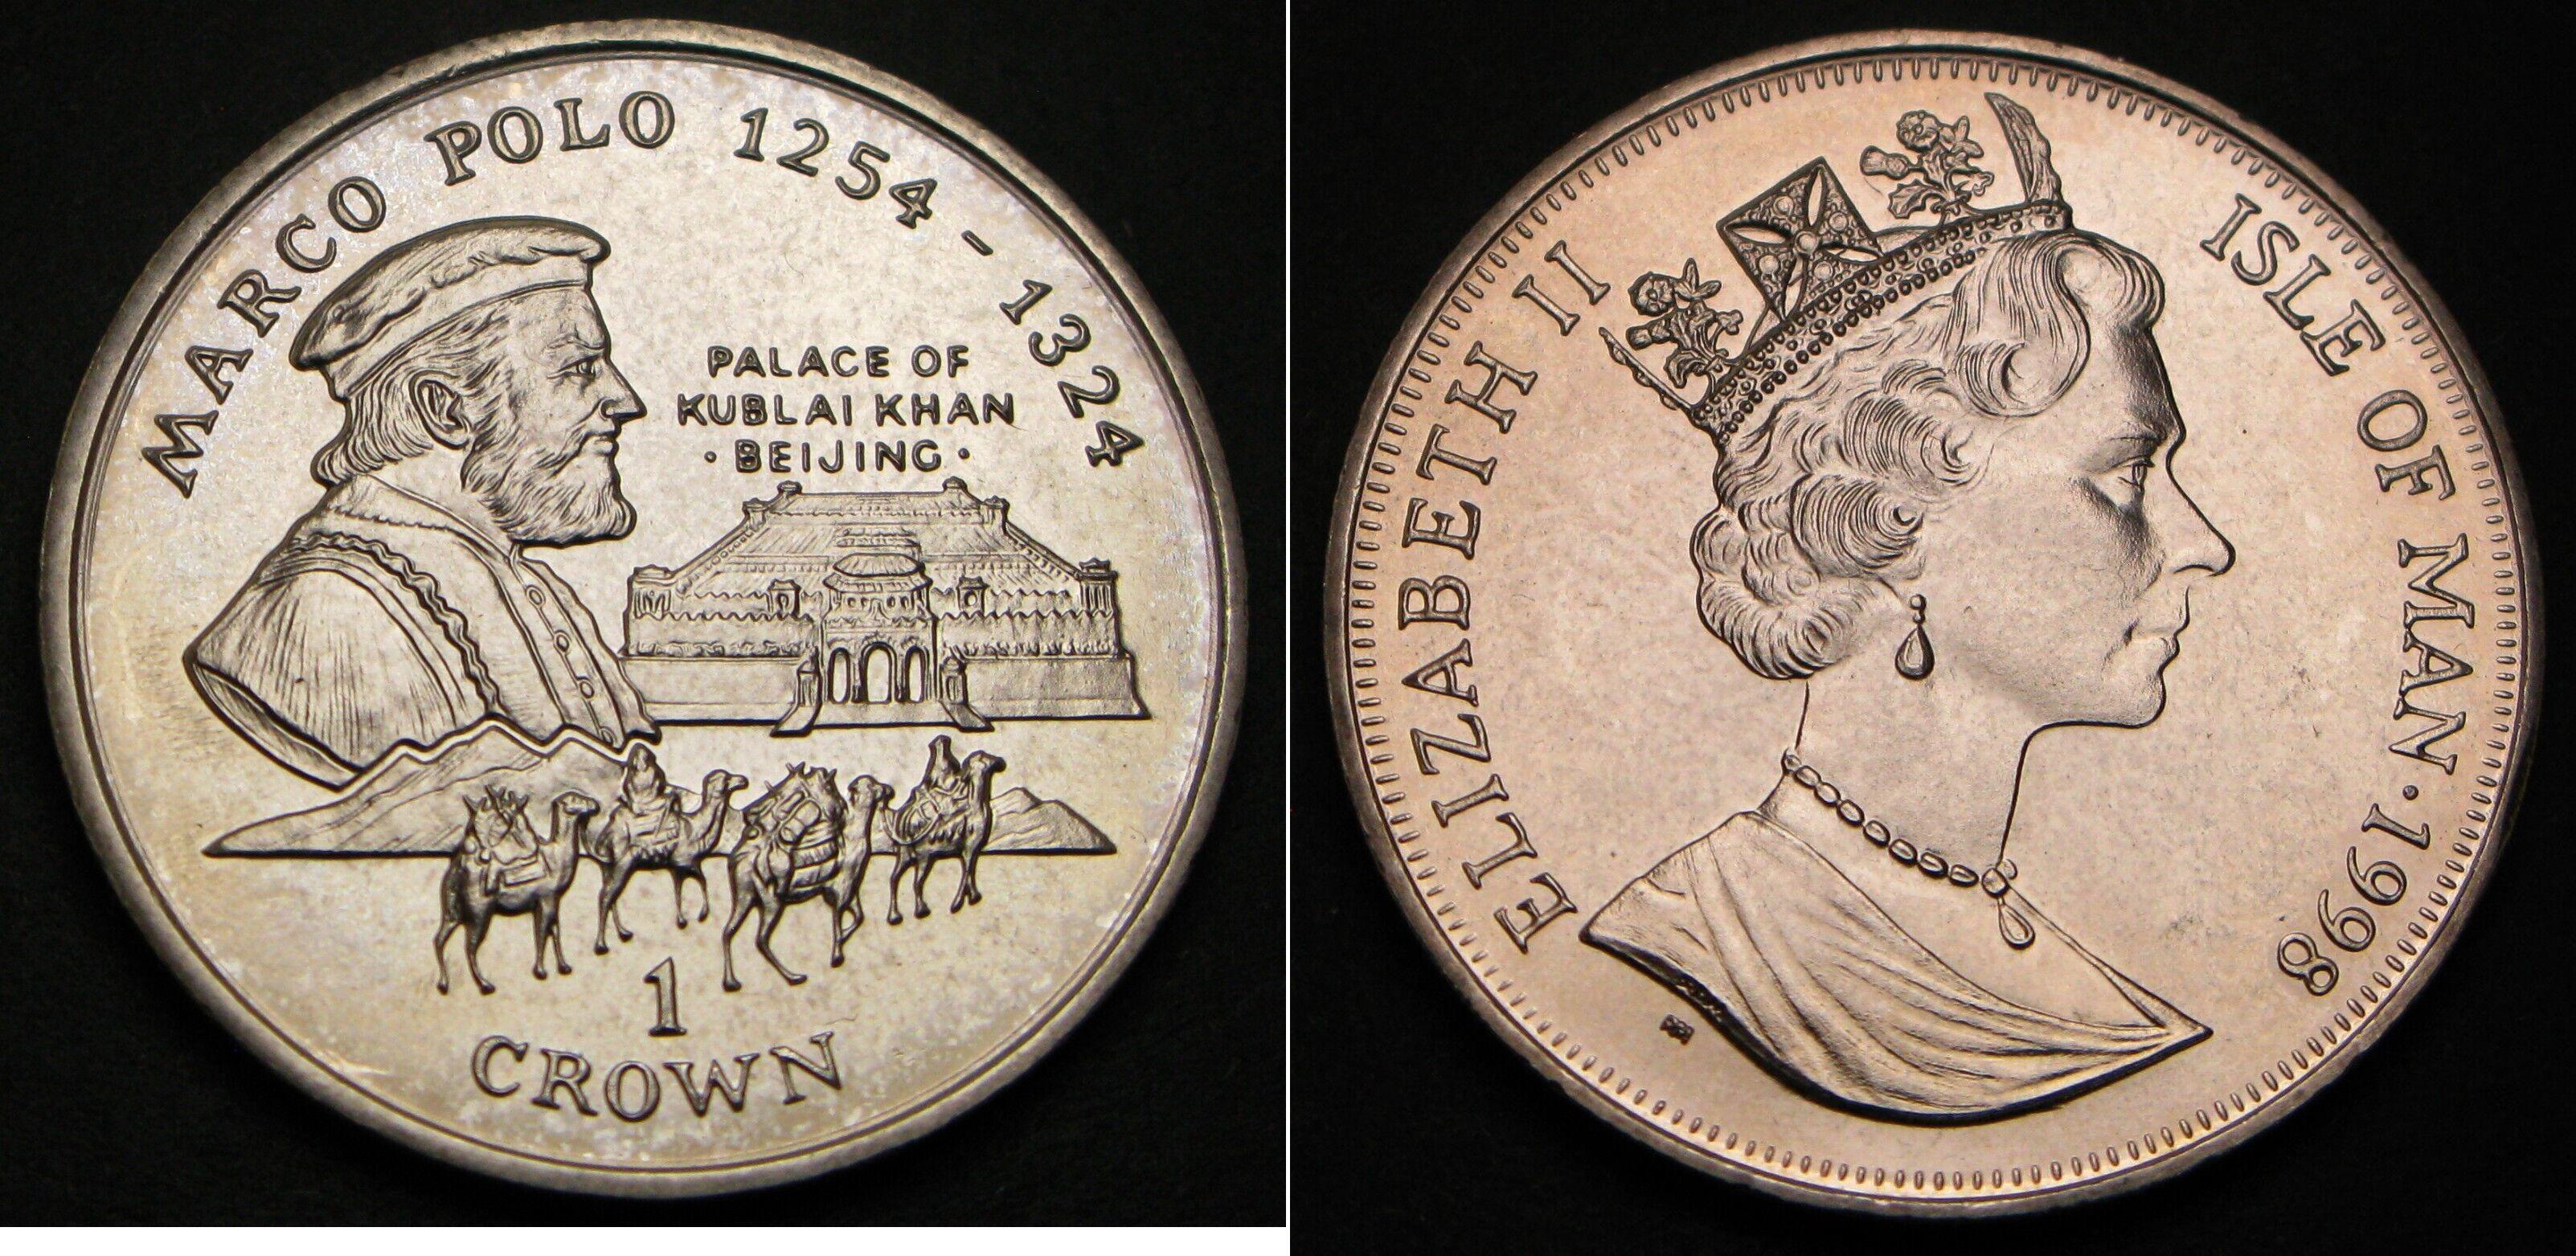 MARCO POLO 1254 - 1324
PALACE OF
KUBLAI KHAN
· BEIJING ·
1
CROWN
ELIZABETH II
ISLE OF MAN · 1998